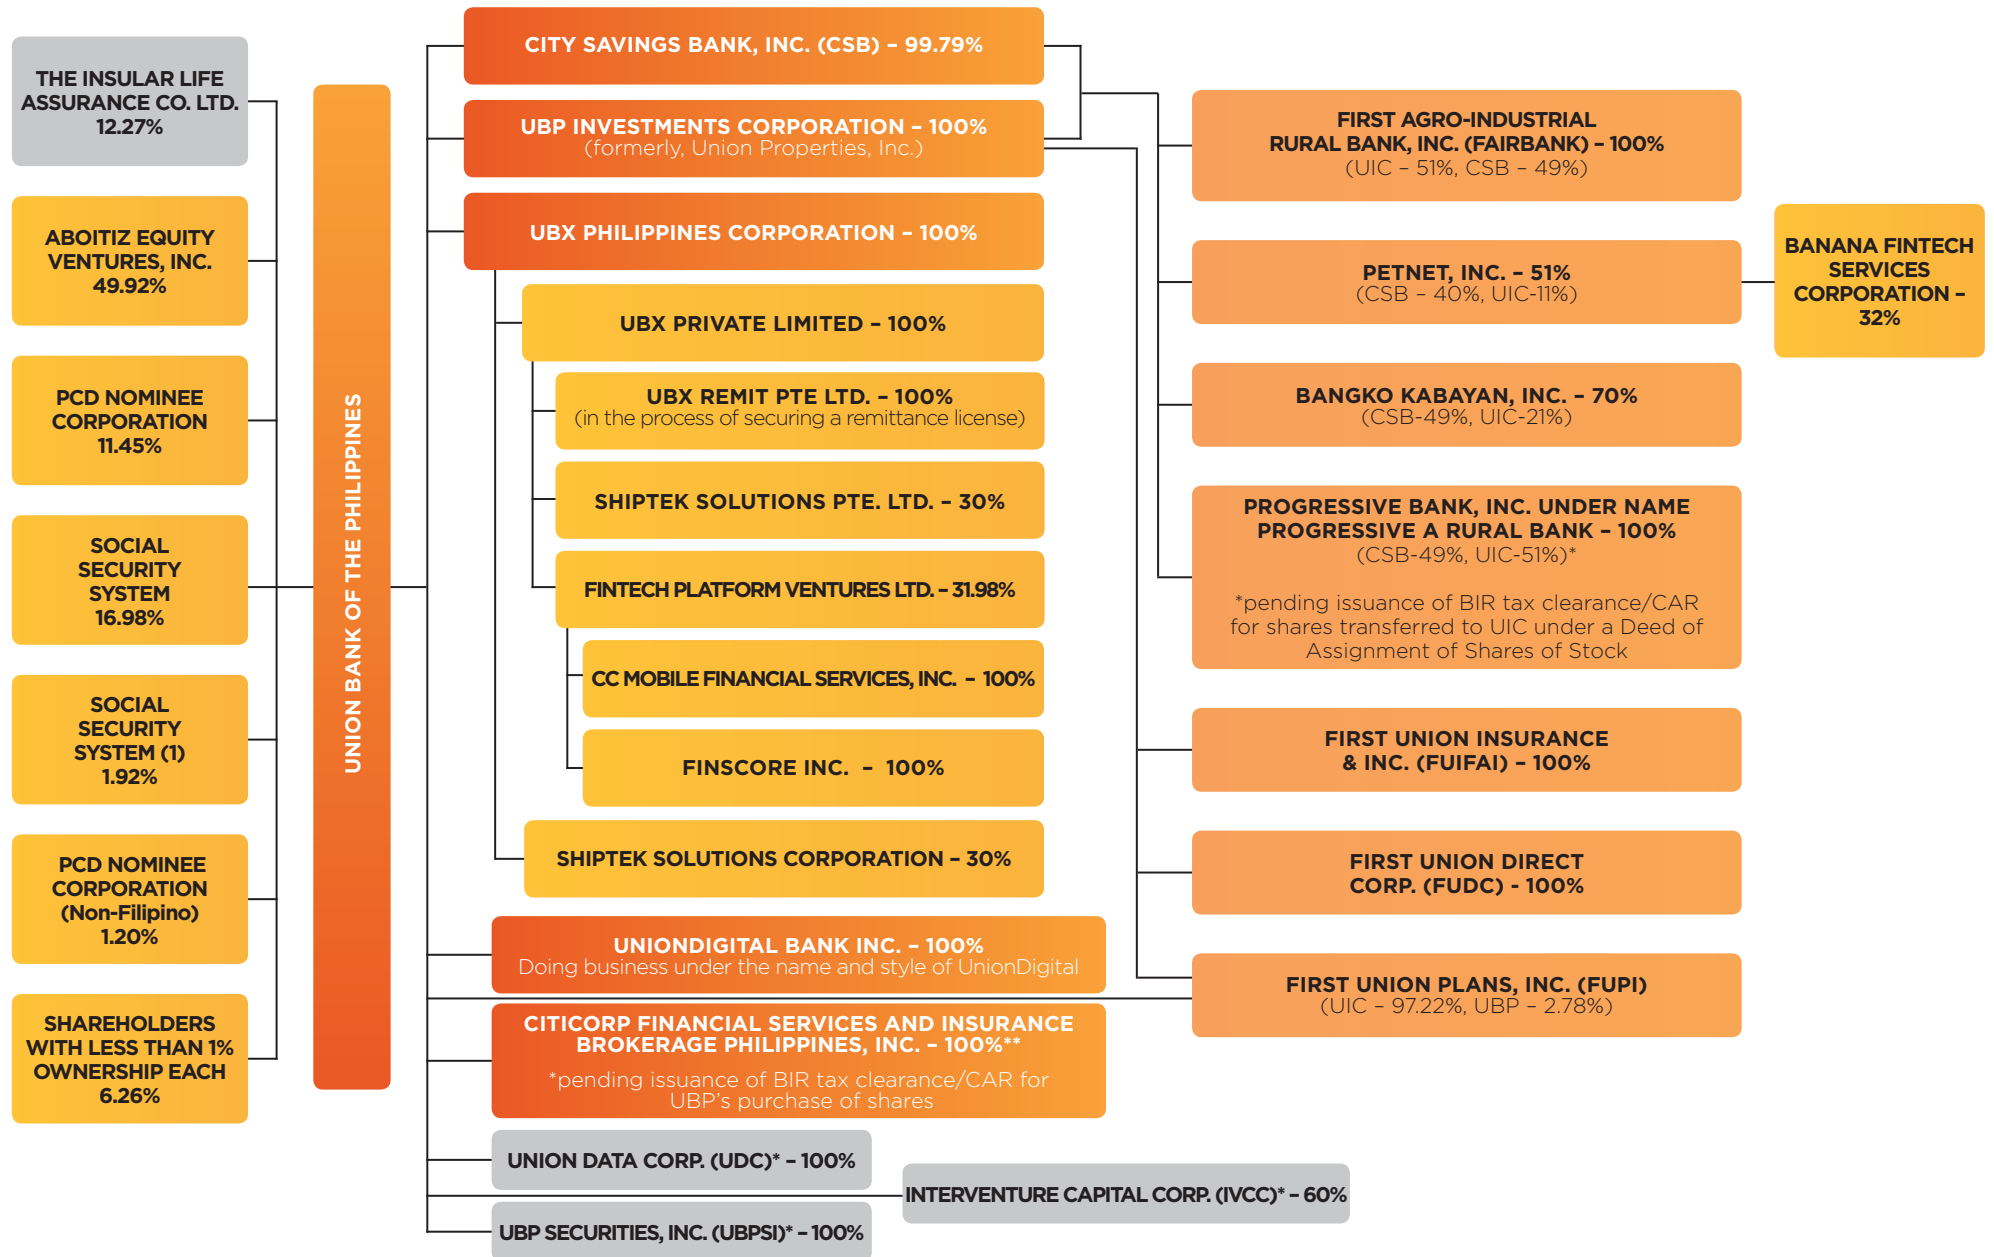 THE INSULAR LIFE
ASSURANCE CO. LTD.
12.27%
ABOITIZ EQUITY
VENTURES, INC.
49.92%
PCD NOMINEE
CORPORATION
11.45%
SOCIAL
SECURITY
SYSTEM
16.98%
SOCIAL
SECURITY
SYSTEM (1)
1.92%
PCD NOMINEE
CORPORATION
(Non-Filipino)
1.20%
SHAREHOLDERS
WITH LESS THAN 1%
OWNERSHIP EACH
6.26%
UNION BANK OF THE PHILIPPINES
CITY SAVINGS BANK, INC. (CSB) – 99.79%
UBP INVESTMENTS CORPORATION – 100%
(formerly, Union Properties, Inc.)
UBX PHILIPPINES CORPORATION – 100%
UBX PRIVATE LIMITED – 100%
UBX REMIT PTE LTD. – 100%
(in the process of securing a remittance license)
SHIPTEK SOLUTIONS PTE. LTD. – 30%
FINTECH PLATFORM VENTURES LTD. – 31.98%
CC MOBILE FINANCIAL SERVICES, INC. – 100%
FINSCORE INC. – 100%
SHIPTEK SOLUTIONS CORPORATION – 30%
UNIONDIGITAL BANK INC. – 100%
Doing business under the name and style of UnionDigital
CITICORP FINANCIAL SERVICES AND INSURANCE
BROKERAGE PHILIPPINES, INC. – 100%**
*pending issuance of BIR tax clearance/CAR for
UBP's purchase of shares
UNION DATA CORP. (UDC)* – 100%
INTERVENTURE CAPITAL CORP. (IVCC)* – 60%
UBP SECURITIES, INC. (UBPSI)* – 100%
FIRST AGRO-INDUSTRIAL
RURAL BANK, INC. (FAIRBANK) – 100%
(UIC – 51%, CSB – 49%)
PETNET, INC. – 51%
(CSB – 40%, UIC-11%)
BANANA FINTECH
SERVICES
CORPORATION –
32%
BANGKO KABAYAN, INC. – 70%
(CSB-49%, UIC-21%)
PROGRESSIVE BANK, INC. UNDER NAME
PROGRESSIVE A RURAL BANK – 100%
(CSB-49%, UIC-51%)*
*pending issuance of BIR tax clearance/CAR
for shares transferred to UIC under a Deed of
Assignment of Shares of Stock
FIRST UNION INSURANCE
& INC. (FUIFAI) – 100%
FIRST UNION DIRECT
CORP. (FUDC) - 100%
FIRST UNION PLANS, INC. (FUPI)
(UIC – 97.22%, UBP – 2.78%)